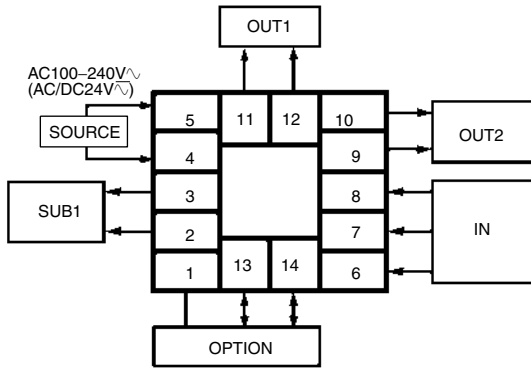 OUT1
AC100–240V∿
(AC/DC24V∿)
SOURCE
5
11
12
10
OUT2
4
9
SUB1
3
8
IN
2
7
1
13
14
6
OPTION